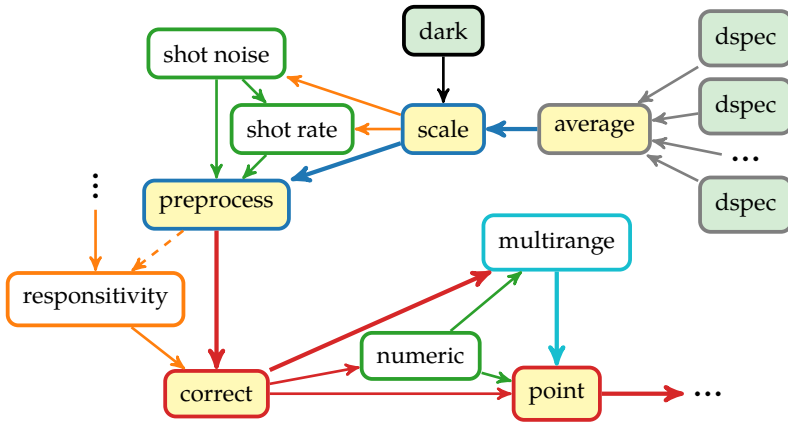 dark
dspec
shot noise
dspec
shot rate
scale
average
...
preprocess
dspec
...
multirange
responsitivity
numeric
correct
point
...